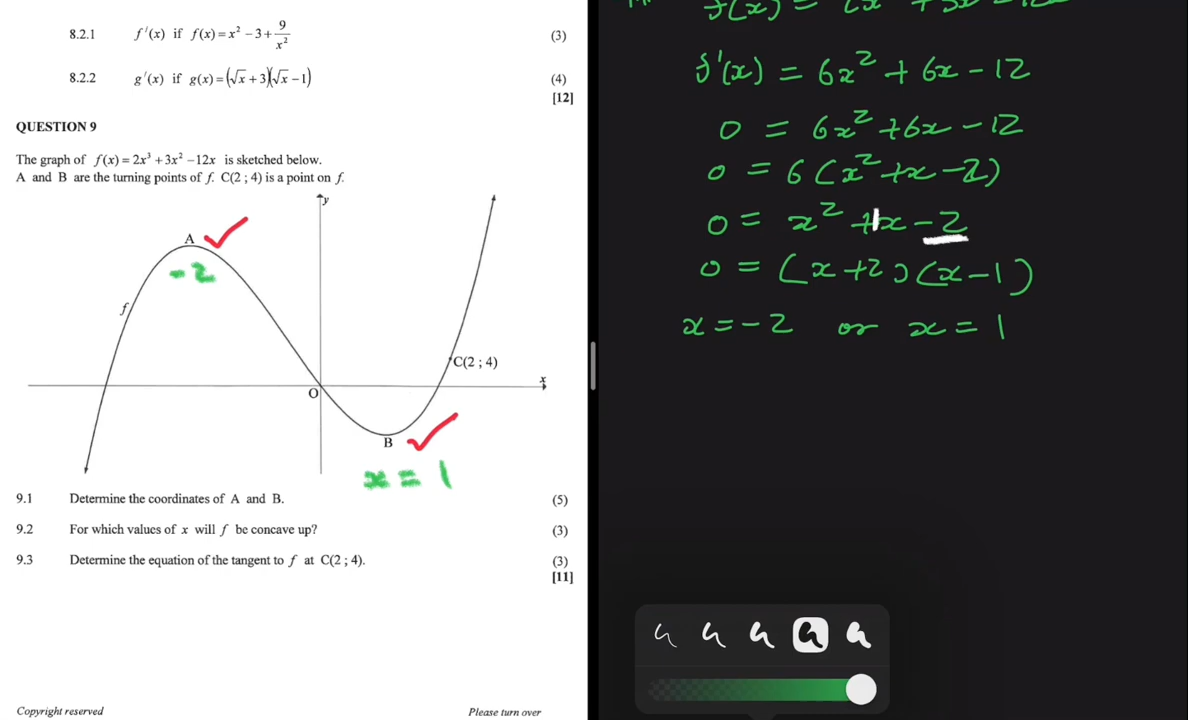 8.2.1 f'(x) if f(x)=x² −3+9/x² (3)
8.2.2 g'(x) if g(x)=(√x+3)(√x−1) (4)
[12]
QUESTION 9
The graph of f(x)=2x³+3x²−12x is sketched below.
A and B are the turning points of f. C(2 ; 4) is a point on f.
y
A
−2
f
C(2 ; 4)
x
O
B
x = 1
9.1 Determine the coordinates of A and B. (5)
9.2 For which values of x will f be concave up? (3)
9.3 Determine the equation of the tangent to f at C(2 ; 4). (3)
[11]
Copyright reserved Please turn over
f'(x) = 6x² + 6x − 12
0 = 6x² + 6x − 12
0 = 6(x² + x − 2)
0 = x² + 1x − 2
0 = (x + 2)(x − 1)
x = −2 or x = 1